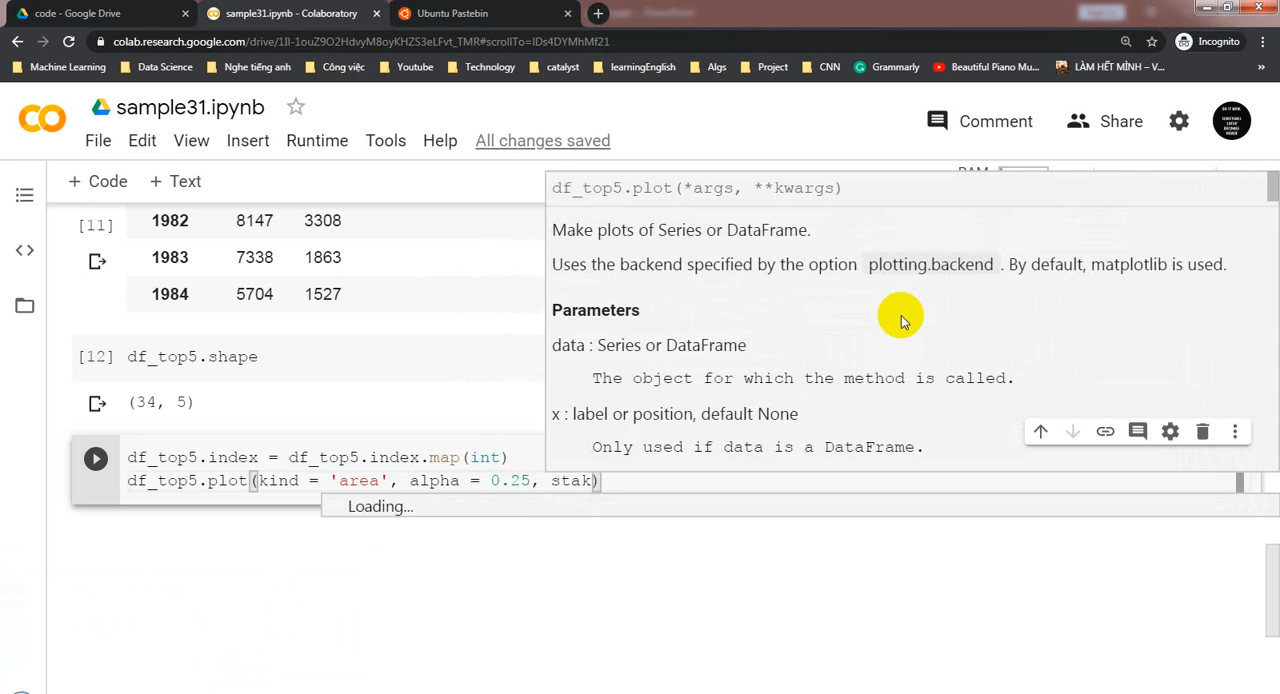 code - Google Drive
sample31.ipynb - Colaboratory
Ubuntu Pastebin
colab.research.google.com/drive/1Il-1ouZ9O2HdvyM8oyKHZS3eLFvt_TMR#scrollTo=IDs4DYMhMf21
Incognito
Machine Learning
Data Science
Nghe tiếng anh
Công việc
Youtube
Technology
catalyst
learningEnglish
Algs
Project
CNN
Grammarly
Beautiful Piano Mu...
LÀM HẾT MÌNH – V...
»
CO
sample31.ipynb
Comment
Share
File Edit View Insert Runtime Tools Help All changes saved
+ Code + Text
[11]
1982 8147 3308
1983 7338 1863
1984 5704 1527
[12] df_top5.shape
(34, 5)
df_top5.index = df_top5.index.map(int)
df_top5.plot(kind = 'area', alpha = 0.25, stak)
Loading...
df_top5.plot(*args, **kwargs)
Make plots of Series or DataFrame.
Uses the backend specified by the option plotting.backend . By default, matplotlib is used.
Parameters
data : Series or DataFrame
The object for which the method is called.
x : label or position, default None
Only used if data is a DataFrame.